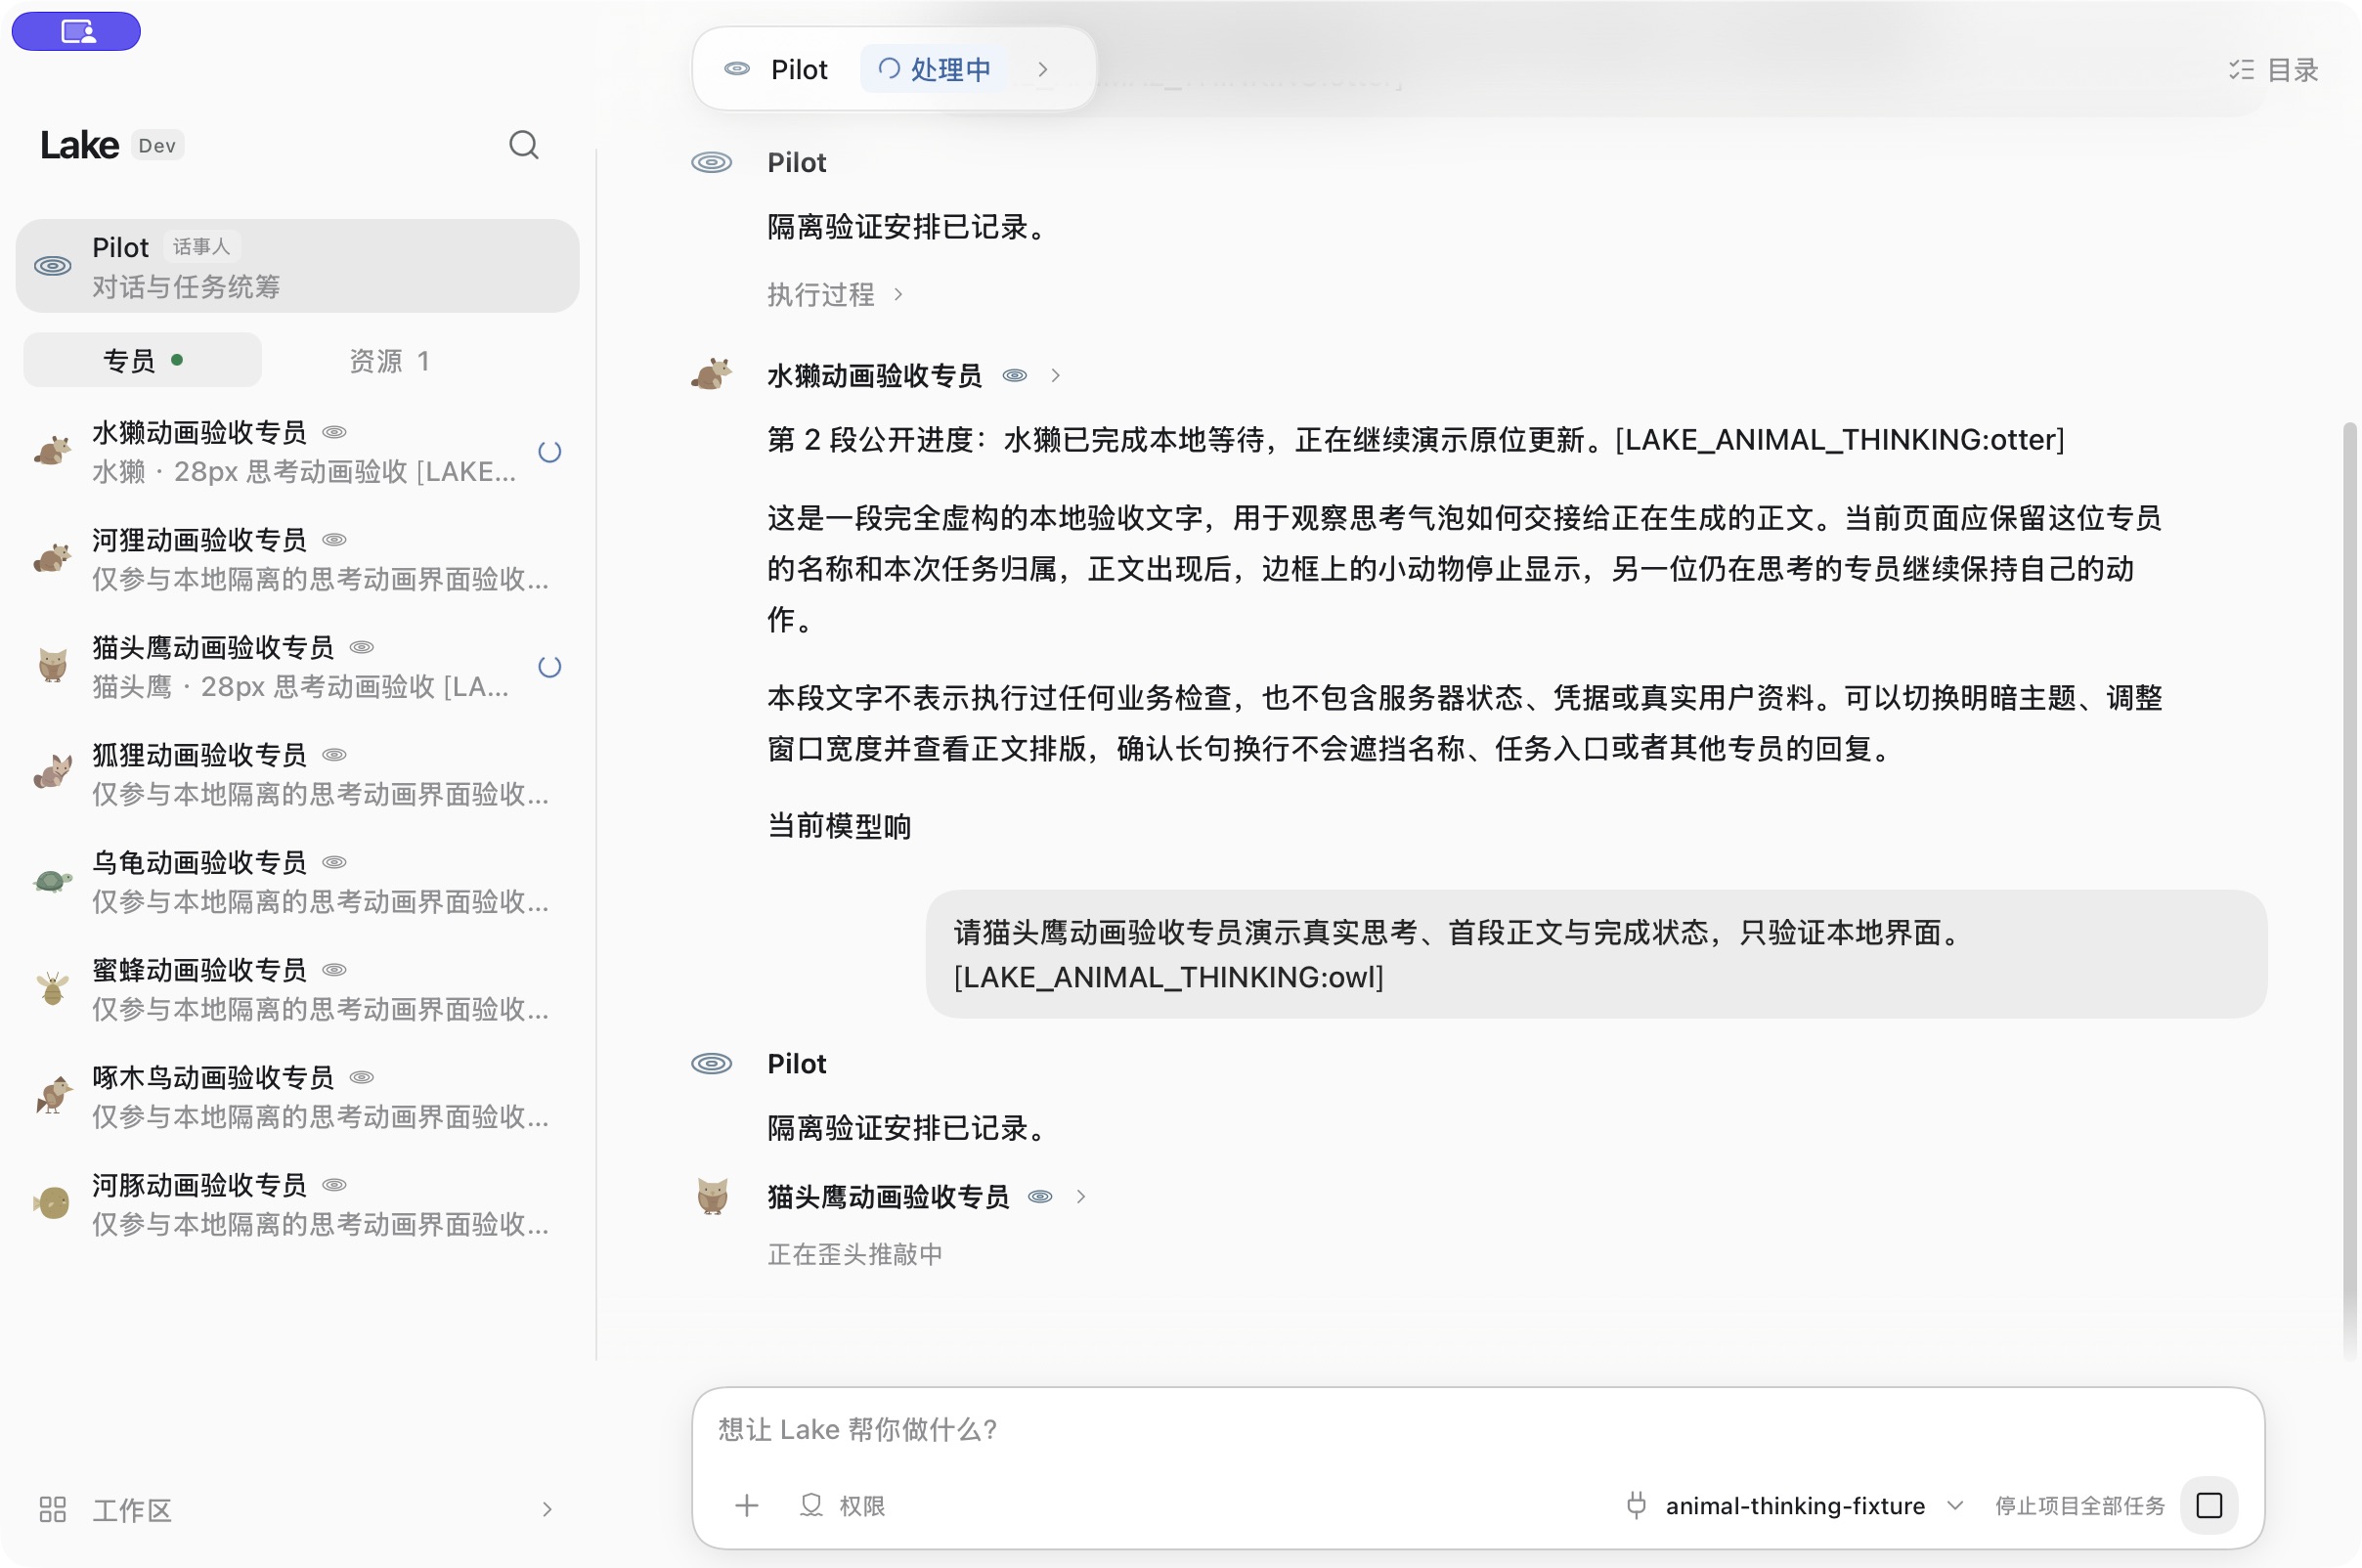 Lake Dev
Pilot 话事人
对话与任务统筹
专员
资源 1
水獭动画验收专员
水獭 · 28px 思考动画验收 [LAKE...
河狸动画验收专员
仅参与本地隔离的思考动画界面验收...
猫头鹰动画验收专员
猫头鹰 · 28px 思考动画验收 [LA...
狐狸动画验收专员
仅参与本地隔离的思考动画界面验收...
乌龟动画验收专员
仅参与本地隔离的思考动画界面验收...
蜜蜂动画验收专员
仅参与本地隔离的思考动画界面验收...
啄木鸟动画验收专员
仅参与本地隔离的思考动画界面验收...
河豚动画验收专员
仅参与本地隔离的思考动画界面验收...
工作区
Pilot 处理中
目录
Pilot
隔离验证安排已记录。
执行过程
水獭动画验收专员
第 2 段公开进度：水獭已完成本地等待，正在继续演示原位更新。[LAKE_ANIMAL_THINKING:otter]
这是一段完全虚构的本地验收文字，用于观察思考气泡如何交接给正在生成的正文。当前页面应保留这位专员
的名称和本次任务归属，正文出现后，边框上的小动物停止显示，另一位仍在思考的专员继续保持自己的动
作。
本段文字不表示执行过任何业务检查，也不包含服务器状态、凭据或真实用户资料。可以切换明暗主题、调整
窗口宽度并查看正文排版，确认长句换行不会遮挡名称、任务入口或者其他专员的回复。
当前模型响
请猫头鹰动画验收专员演示真实思考、首段正文与完成状态，只验证本地界面。
[LAKE_ANIMAL_THINKING:owl]
Pilot
隔离验证安排已记录。
猫头鹰动画验收专员
正在歪头推敲中
想让 Lake 帮你做什么?
权限
animal-thinking-fixture
停止项目全部任务